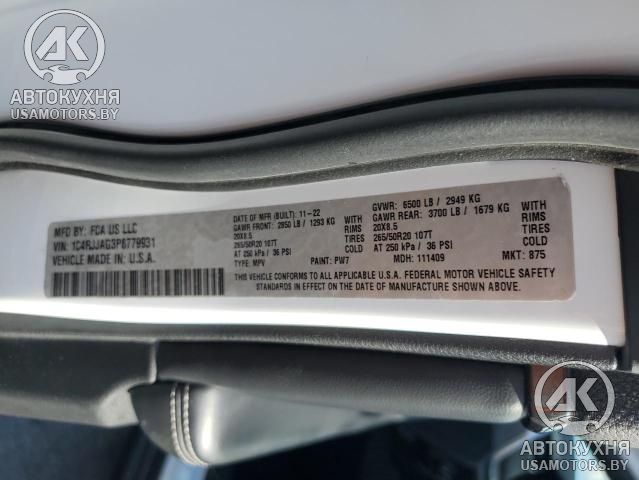 АК
АВТОКУХНЯ
USAMOTORS.BY
MFD BY: FCA US LLC
VIN: 1C4RJJAG3P8779931
VEHICLE MADE IN U.S.A.
DATE OF MFR (BUILT): 11-22
GAWR FRONT: 2850 LB / 1293 KG
20X8.5
265/50R20 107T
AT 250 kPa / 36 PSI COLD
TYPE: MPV
PAINT: PW7
GVWR: 6500 LB / 2949 KG
GAWR REAR: 3700 LB / 1679 KG
20X8.5
265/50R20 107T
AT 250 kPa / 36 PSI COLD
MDH: 111409
MKT: 875
RIMS
TIRES
RIMS
TIRES
THIS VEHICLE CONFORMS TO ALL APPLICABLE U.S.A. FEDERAL MOTOR VEHICLE SAFETY
STANDARDS IN EFFECT ON THE DATE OF MANUFACTURE SHOWN ABOVE.
АК
АВТОКУХНЯ
USAMOTORS.BY